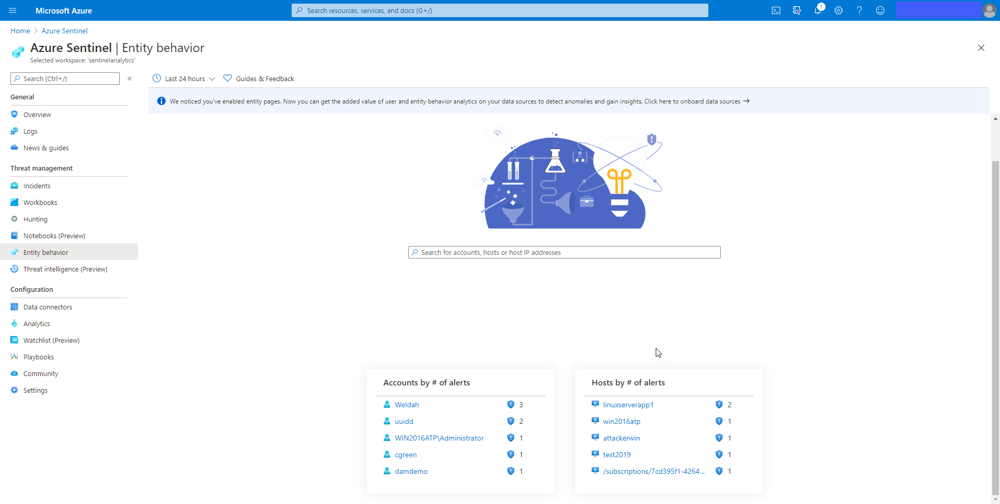 Microsoft Azure
Search resources, services, and docs (G+/)
1
Home > Azure Sentinel
Azure Sentinel | Entity behavior
Selected workspace: 'sentinelanalytics'
Search (Ctrl+/)
«
Last 24 hours
Guides & Feedback
We noticed you've enabled entity pages. Now you can get the added value of user and entity behavior analytics on your data sources to detect anomalies and gain insights. Click here to onboard data sources →
General
Overview
Logs
News & guides
Threat management
Incidents
Workbooks
Hunting
Notebooks (Preview)
Entity behavior
Threat intelligence (Preview)
Configuration
Data connectors
Analytics
Watchlist (Preview)
Playbooks
Community
Settings
Search for accounts, hosts or host IP addresses
Accounts by # of alerts
Weldah 3
uuidd 2
WIN2016ATP\Administrator 1
cgreen 1
damdemo 1
Hosts by # of alerts
linuxserverapp1 2
win2016atp 1
attackerwin 1
test2019 1
/subscriptions/7cd395f1-4264... 1